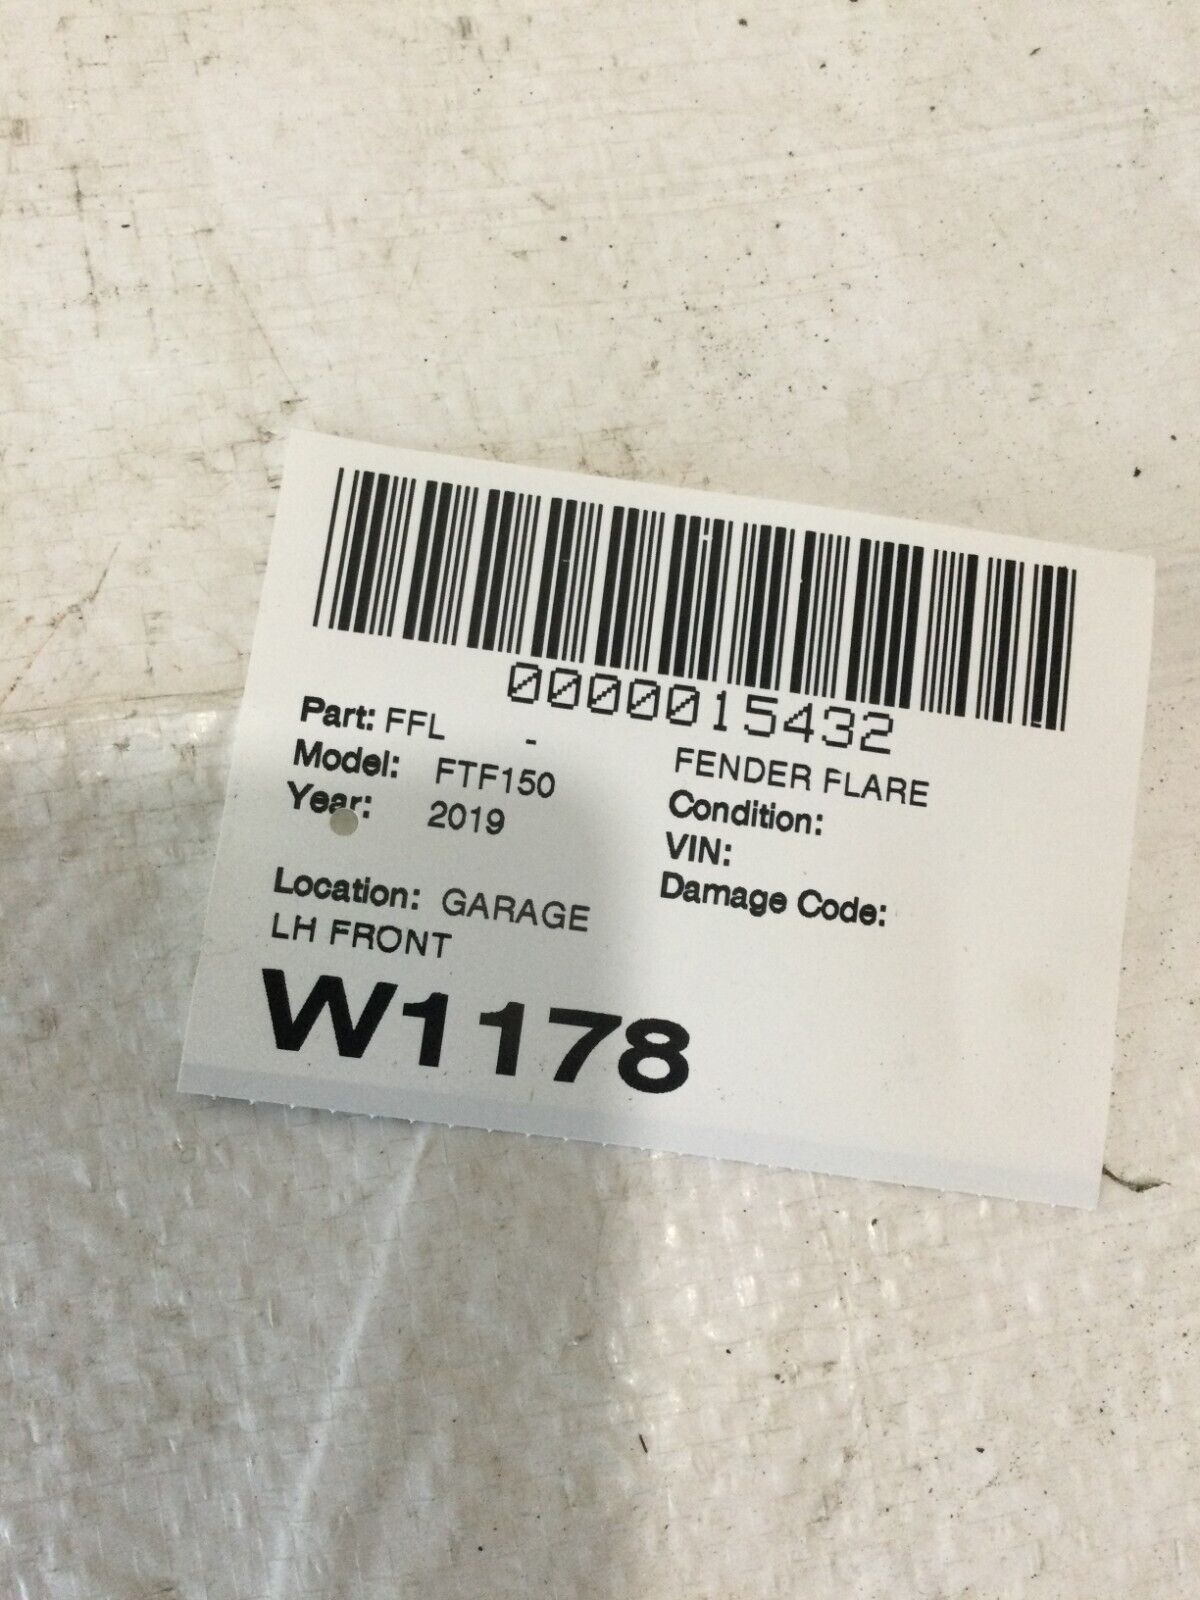 0000015432
Part: FFL - FENDER FLARE
Model: FTF150 Condition:
Year: 2019 VIN:
Damage Code:
Location: GARAGE
LH FRONT
W1178